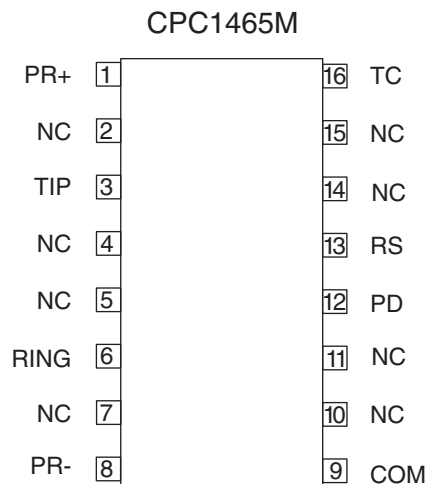 CPC1465M
PR+ 1 16 TC
NC 2 15 NC
TIP 3 14 NC
NC 4 13 RS
NC 5 12 PD
RING 6 11 NC
NC 7 10 NC
PR- 8 9 COM